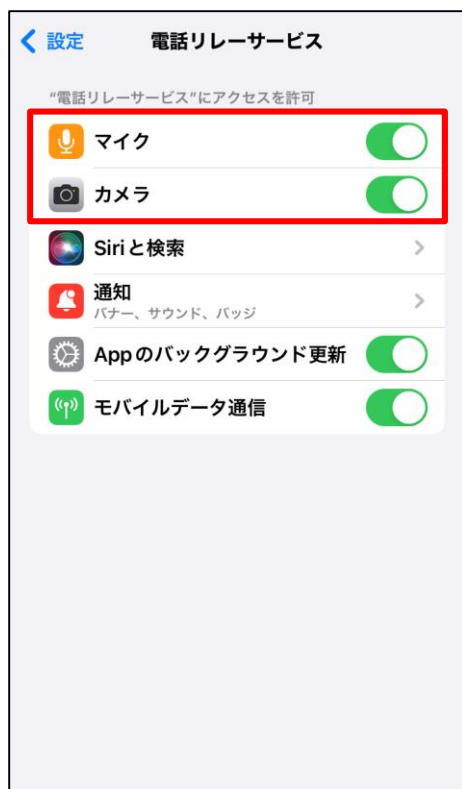 設定
電話リレーサービス
“電話リレーサービス”にアクセスを許可
マイク
カメラ
Siriと検索
通知
バナー、サウンド、バッジ
Appのバックグラウンド更新
モバイルデータ通信